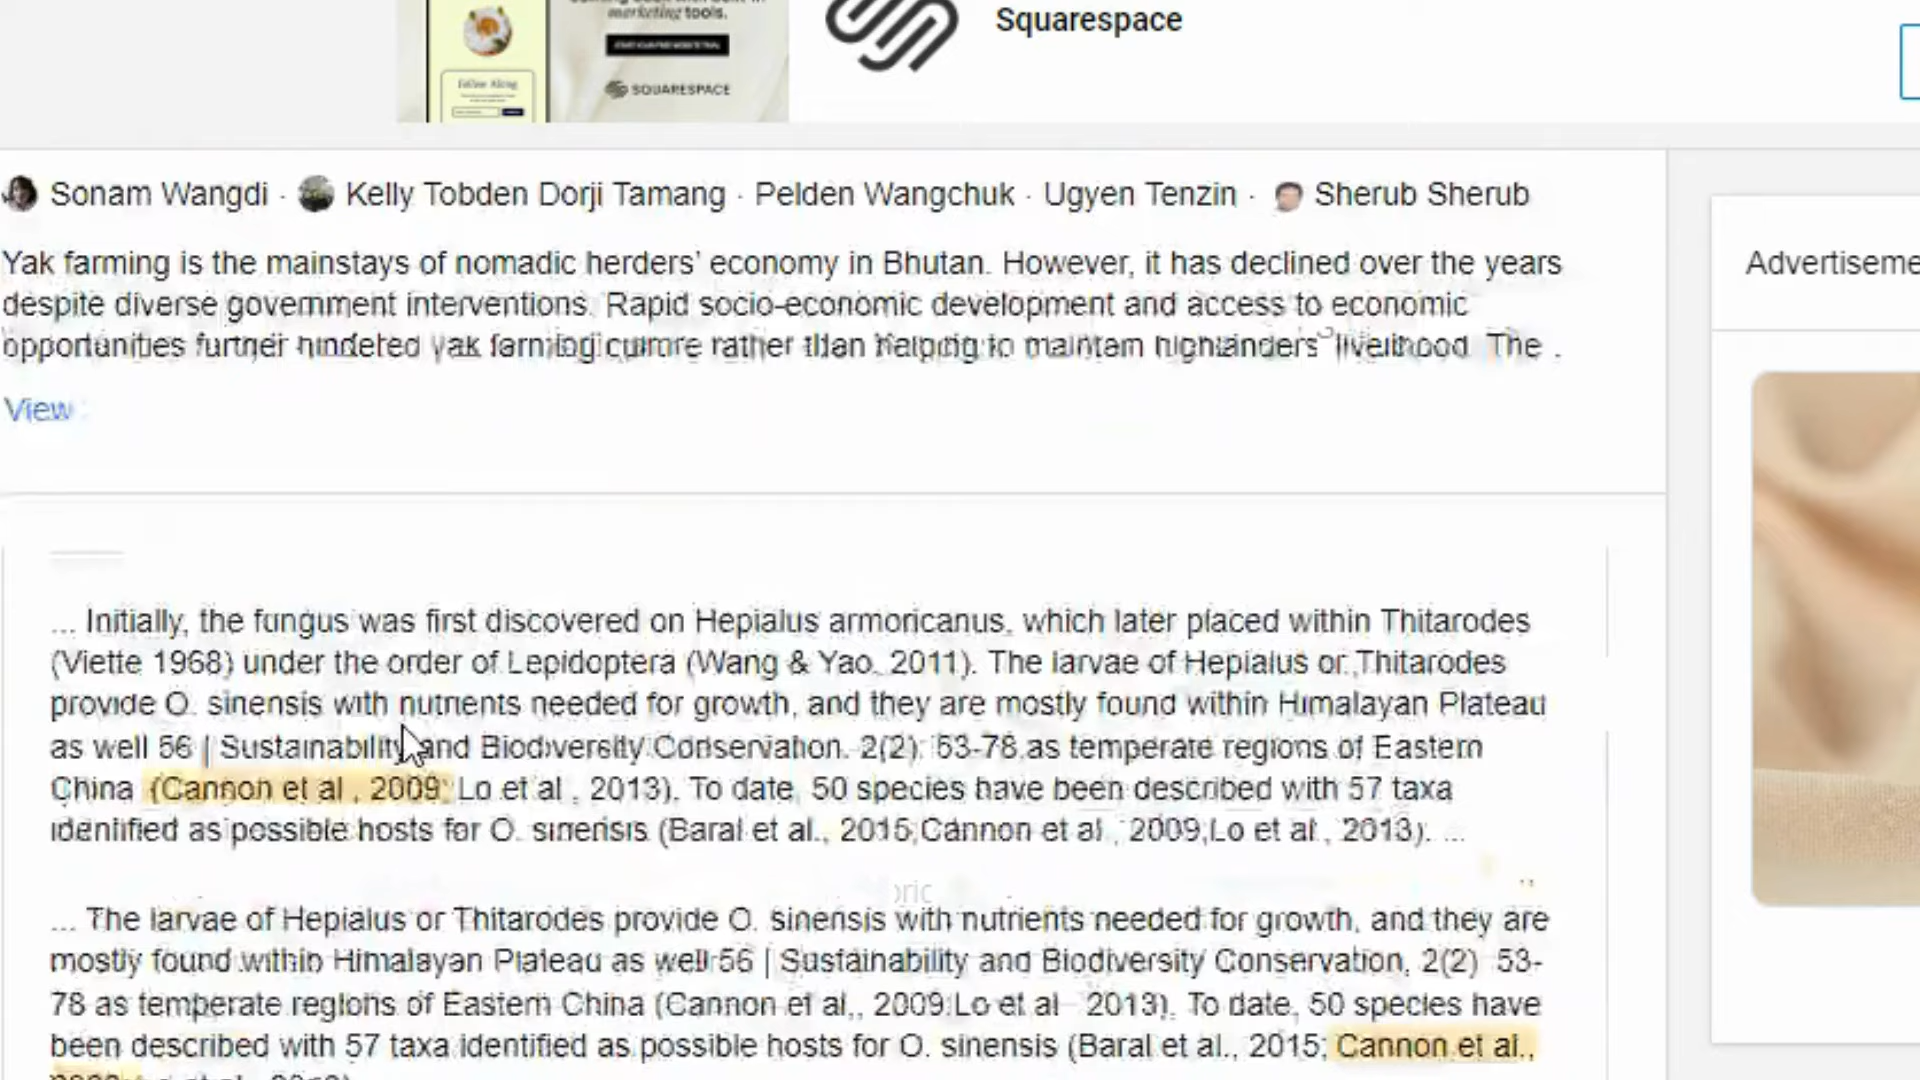 marketing tools.
Squarespace
Follow Along
SQUARESPACE
Sonam Wangdi · Kelly Tobden Dorji Tamang · Pelden Wangchuk · Ugyen Tenzin · Sherub Sherub
Yak farming is the mainstays of nomadic herders’ economy in Bhutan. However, it has declined over the years
despite diverse government interventions. Rapid socio-economic development and access to economic
opportunities further yak rather to highlanders’ livelihood The .
View
Advertiseme
... Initially, the fungus was first discovered on Hepialus armoricanus, which later placed within Thitarodes
(Viette 1968) under the order of Lepidoptera (Wang & Yao, 2011). The larvae of Hepialus or Thitarodes
provide O. sinensis with nutrients needed for growth, and they are mostly found within Himalayan Plateau
as well 56 | Sustainability and Biodiversity Conservation, 2(2): 53-78 as temperate regions of Eastern
China (Cannon et al., 2009; Lo et al., 2013). To date, 50 species have been described with 57 taxa
identified as possible hosts for O. sinensis (Baral et al., 2015;Cannon et al., 2009;Lo et al., 2013). ...
... The larvae of Hepialus or Thitarodes provide O. sinensis with nutrients needed for growth, and they are
mostly found within Himalayan Plateau as well 56 | Sustainability and Biodiversity Conservation, 2(2) 53-
78 as temperate regions of Eastern China (Cannon et al., 2009;Lo et al 2013). To date, 50 species have
been described with 57 taxa identified as possible hosts for O. sinensis (Baral et al., 2015; Cannon et al.,